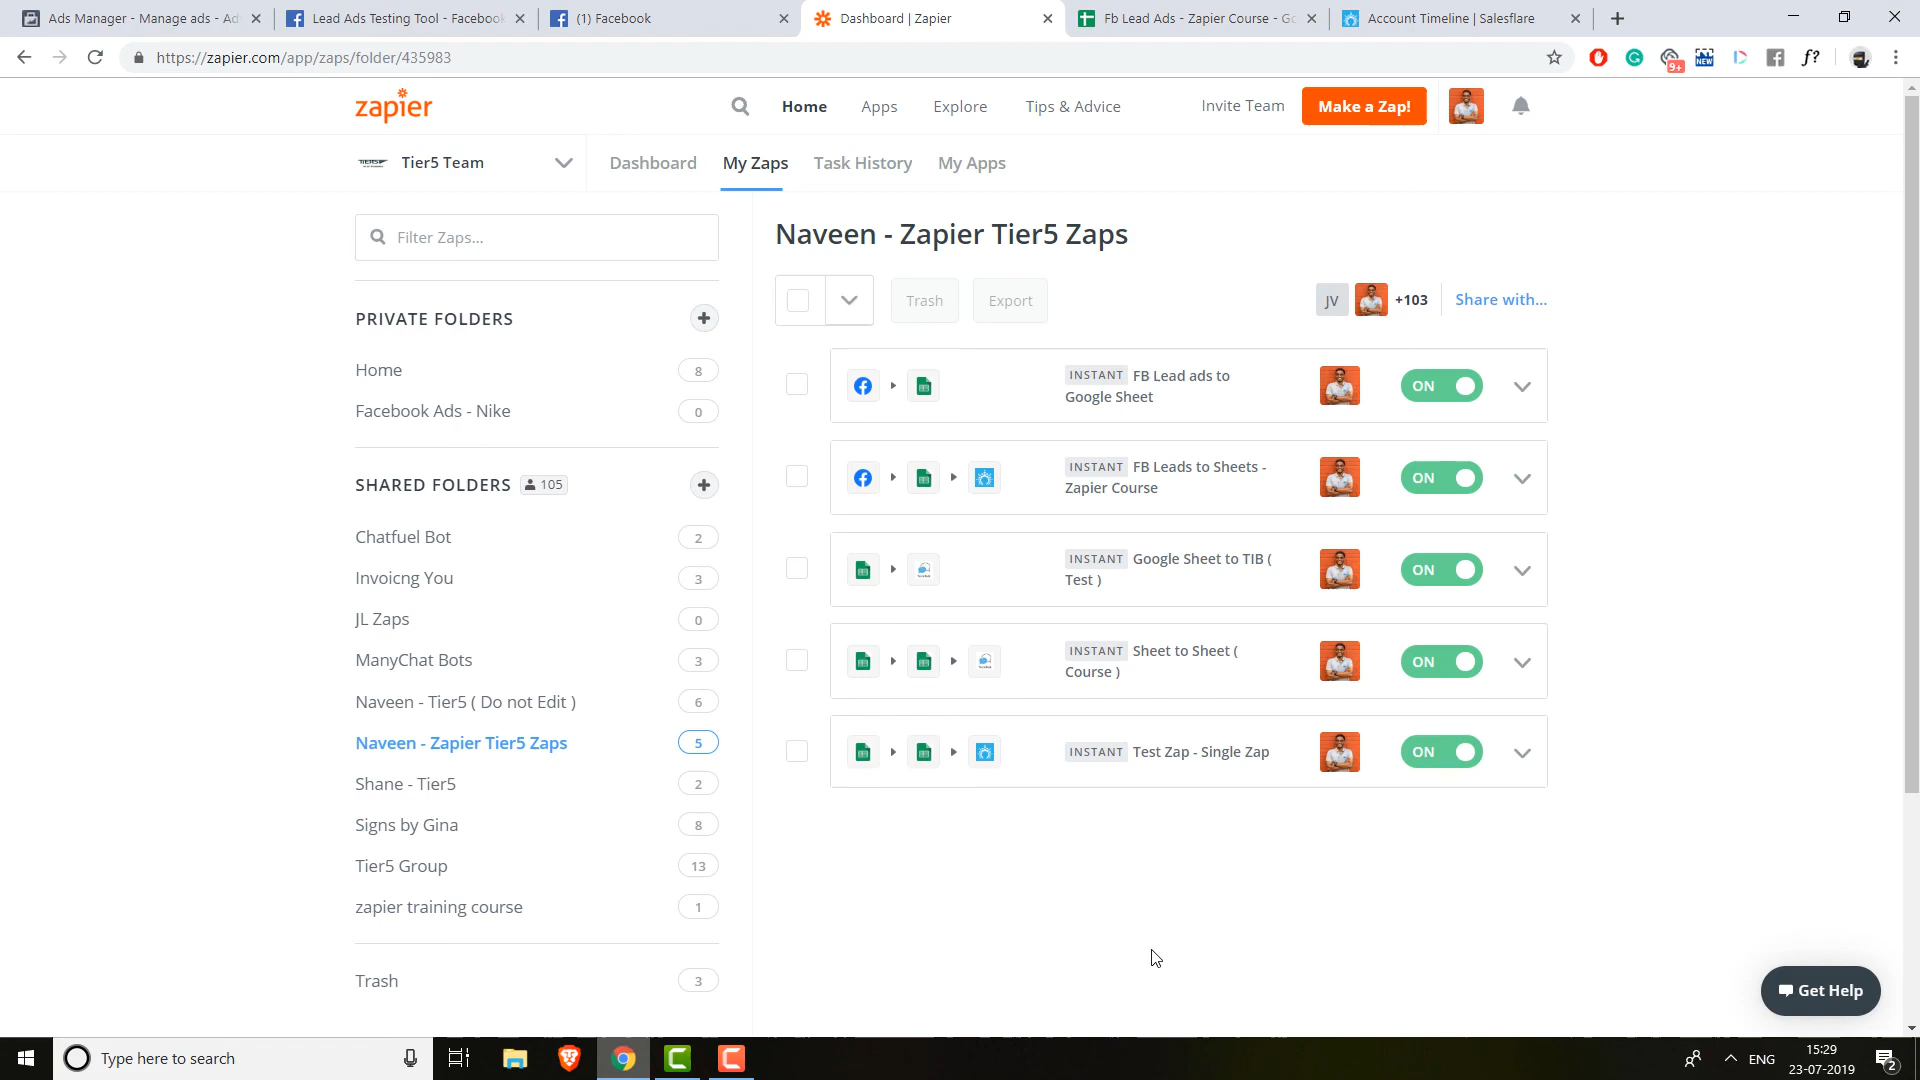 Ads Manager - Manage ads - Ad
Lead Ads Testing Tool - Facebook
(1) Facebook
Dashboard | Zapier
Fb Lead Ads - Zapier Course - Go
Account Timeline | Salesflare
https://zapier.com/app/zaps/folder/435983
9+
NEW
f?
zapier
Home
Apps
Explore
Tips & Advice
Invite Team
Make a Zap!
TIER5
Tier5 Team
Dashboard
My Zaps
Task History
My Apps
Filter Zaps...
PRIVATE FOLDERS
Home 8
Facebook Ads - Nike 0
SHARED FOLDERS 105
Chatfuel Bot 2
Invoicng You 3
JL Zaps 0
ManyChat Bots 3
Naveen - Tier5 ( Do not Edit ) 6
Naveen - Zapier Tier5 Zaps 5
Shane - Tier5 2
Signs by Gina 8
Tier5 Group 13
zapier training course 1
Trash 3
Naveen - Zapier Tier5 Zaps
Trash
Export
JV
+103
Share with...
INSTANT FB Lead ads to
Google Sheet
ON
INSTANT FB Leads to Sheets -
Zapier Course
ON
INSTANT Google Sheet to TIB (
Test )
ON
INSTANT Sheet to Sheet (
Course )
ON
INSTANT Test Zap - Single Zap
ON
Get Help
Type here to search
ENG
15:29
23-07-2019
2